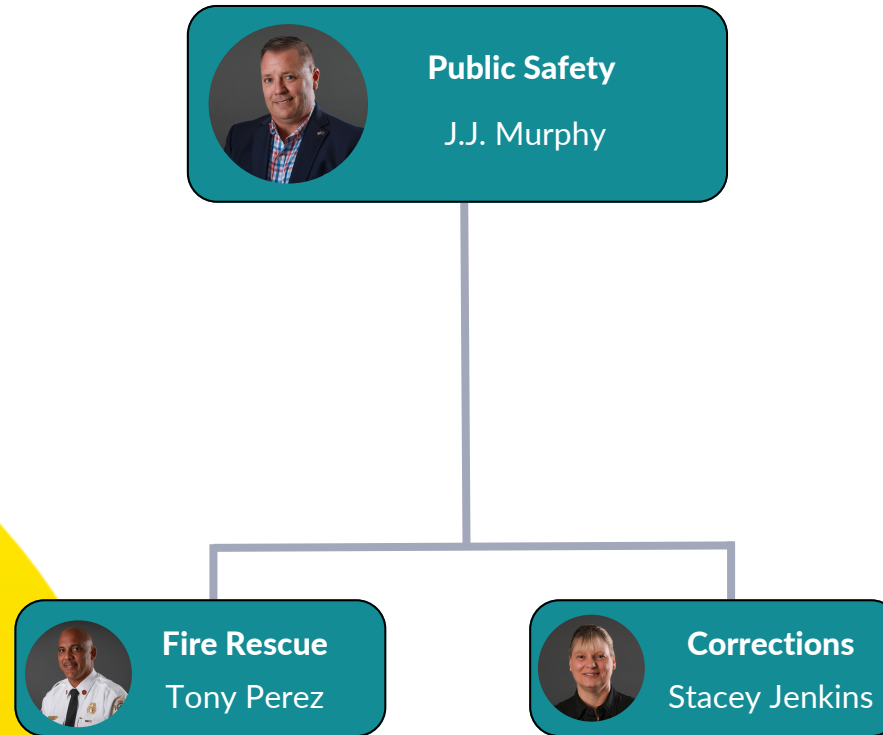 Public Safety
J.J. Murphy
Fire Rescue
Tony Perez
Corrections
Stacey Jenkins